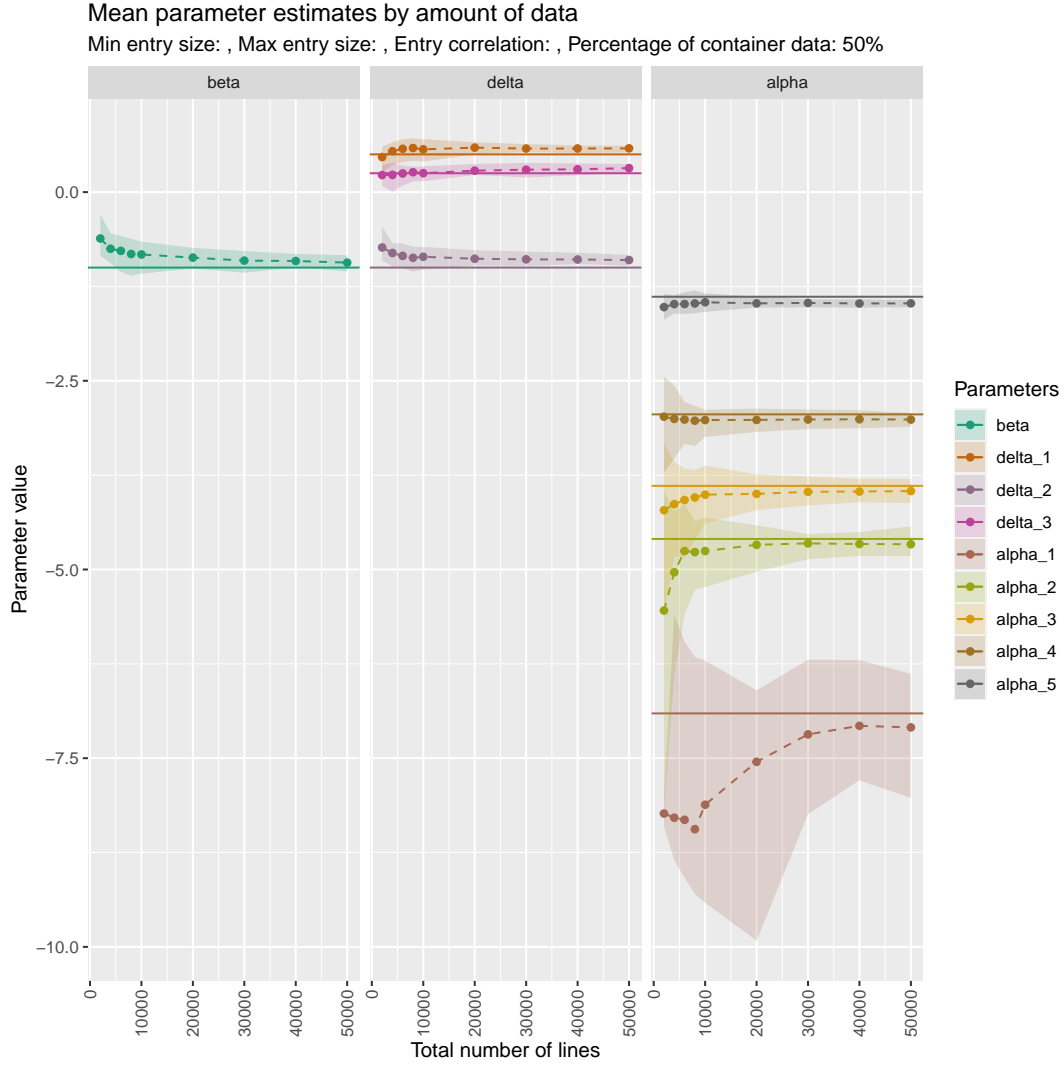 Mean parameter estimates by amount of data
Min entry size: , Max entry size: , Entry correlation: , Percentage of container data: 50%
beta
delta
alpha
0.0
−2.5
−5.0
−7.5
−10.0
Parameter value
0
10000
20000
30000
40000
50000
0
10000
20000
30000
40000
50000
0
10000
20000
30000
40000
50000
Total number of lines
Parameters
beta
delta_1
delta_2
delta_3
alpha_1
alpha_2
alpha_3
alpha_4
alpha_5